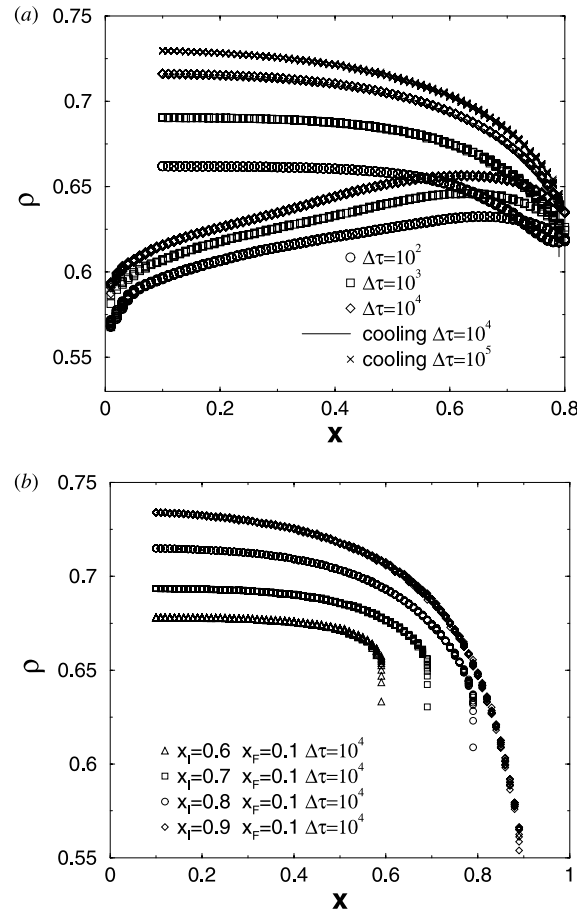 (a)
0.75
0.7
0.65
0.6
0.55
ρ
Δτ=10²
Δτ=10³
Δτ=10⁴
cooling Δτ=10⁴
cooling Δτ=10⁵
0 0.2 0.4 0.6 0.8
x
(b)
0.75
0.7
0.65
0.6
0.55
ρ
x_I=0.6 x_F=0.1 Δτ=10⁴
x_I=0.7 x_F=0.1 Δτ=10⁴
x_I=0.8 x_F=0.1 Δτ=10⁴
x_I=0.9 x_F=0.1 Δτ=10⁴
0 0.2 0.4 0.6 0.8 1
x